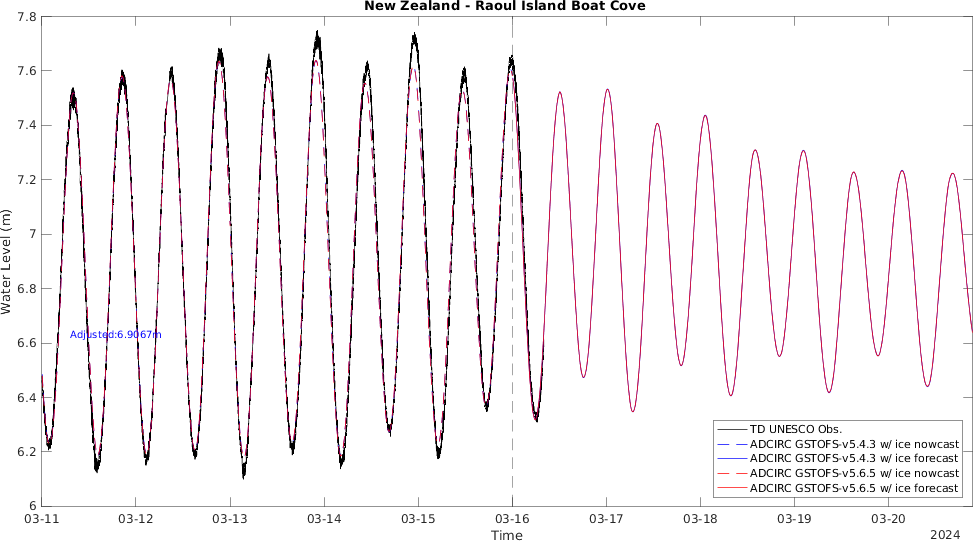 New Zealand - Raoul Island Boat Cove
7.8
7.6
7.4
7.2
7
6.8
6.6
6.4
6.2
6
Water Level (m)
Adjusted:6.9067m
TD UNESCO Obs.
ADCIRC GSTOFS-v5.4.3 w/ ice nowcast
ADCIRC GSTOFS-v5.4.3 w/ ice forecast
ADCIRC GSTOFS-v5.6.5 w/ ice nowcast
ADCIRC GSTOFS-v5.6.5 w/ ice forecast
03-11 03-12 03-13 03-14 03-15 03-16 03-17 03-18 03-19 03-20
Time
2024